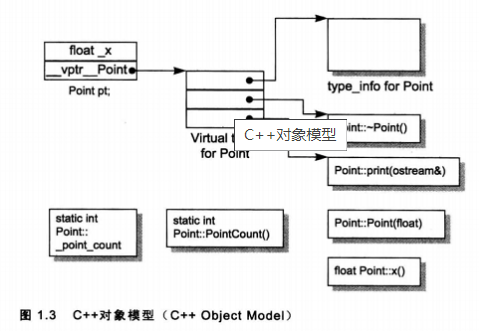 float _x
__vptr__Point
Point pt;
Virtual
for Point
type_info for Point
C++对象模型
oint::~Point()
Point::print(ostream&)
static int
Point::
_point_count
static int
Point::PointCount()
Point::Point(float)
float Point::x()
图 1.3 C++对象模型（C++ Object Model）